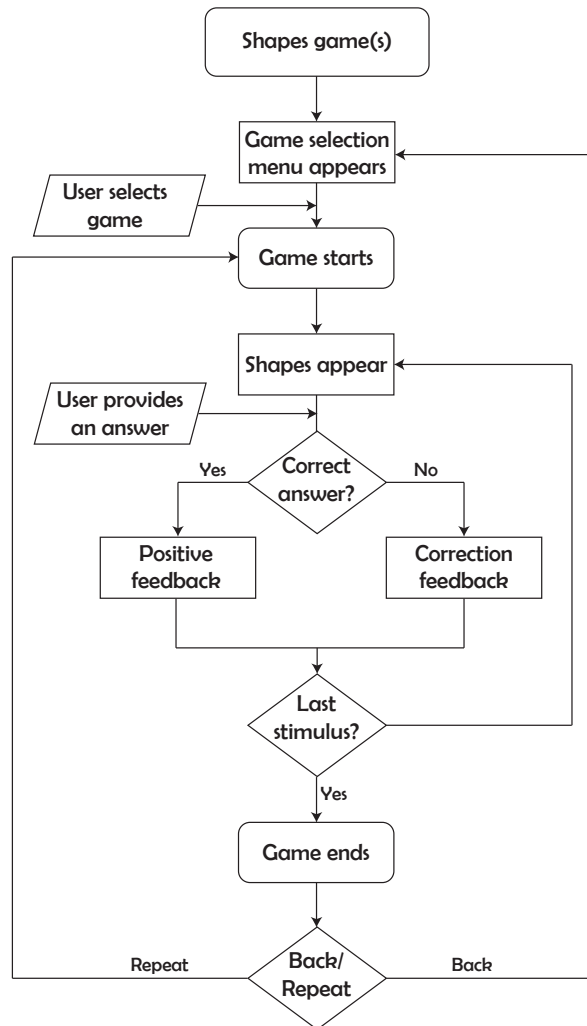 Shapes game(s)
Game selection
menu appears
User selects
game
Game starts
Shapes appear
User provides
an answer
Correct
answer?
Yes
No
Positive
feedback
Correction
feedback
Last
stimulus?
Yes
Game ends
Back/
Repeat
Repeat
Back